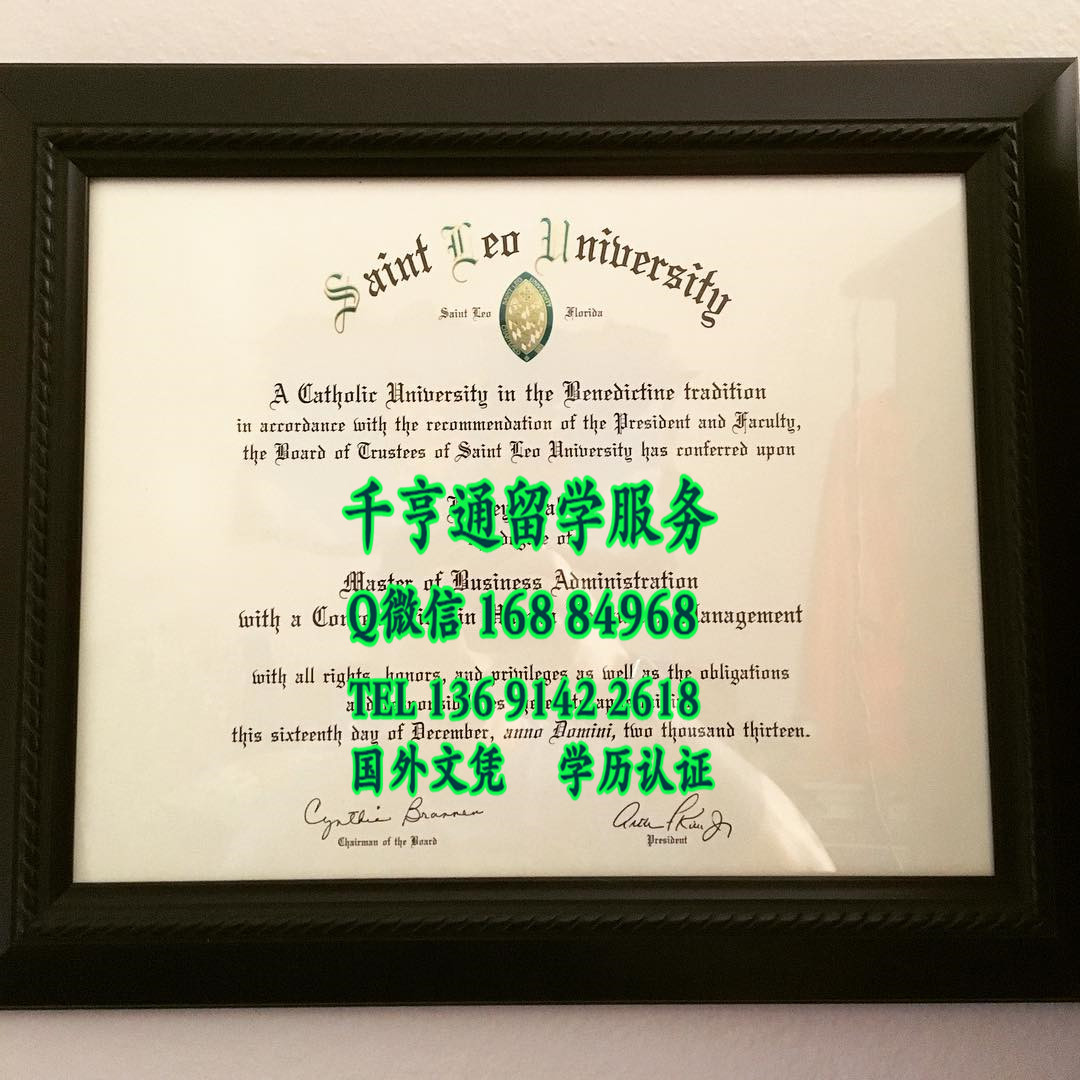 Saint Leo University
Saint Leo Florida
A Catholic University in the Benedictine tradition
in accordance with the recommendation of the President and Faculty,
the Board of Trustees of Saint Leo University has conferred upon
千亨通留学服务
Master of Business Administration
with a in Management
Q微信 168 84968
with all rights, honors, and privileges as well as the obligations
TEL 136 9142 2618
this sixteenth day of December, anno Domini, two thousand thirteen.
国外文凭 学历认证
Cynthia Brannen
Chairman of the Board President